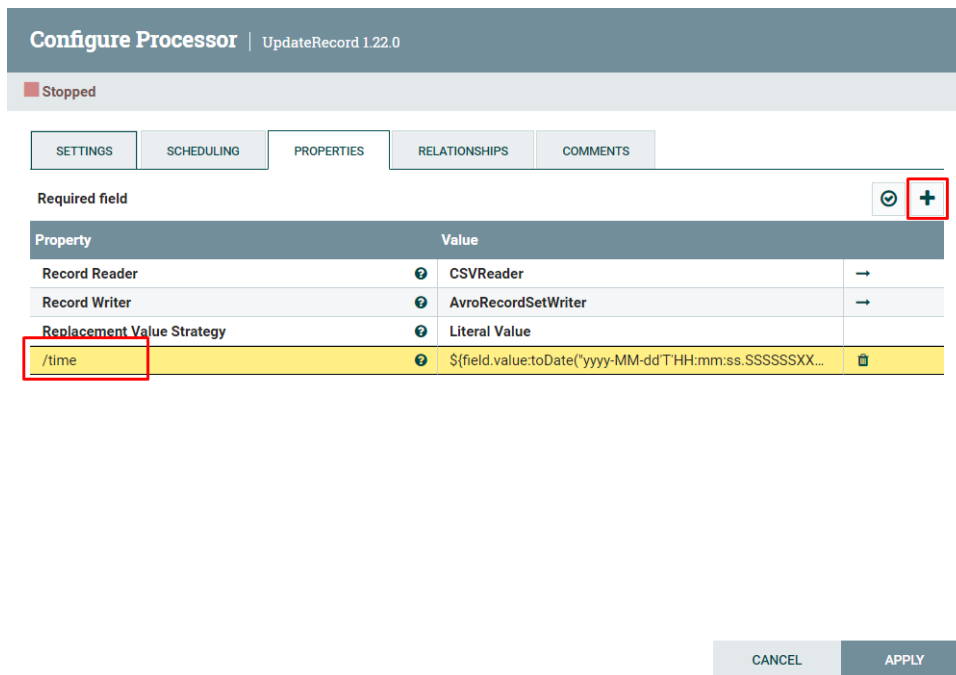 Configure Processor | UpdateRecord 1.22.0
Stopped
SETTINGS SCHEDULING PROPERTIES RELATIONSHIPS COMMENTS
Required field
Property Value
Record Reader CSVReader
Record Writer AvroRecordSetWriter
Replacement Value Strategy Literal Value
/time ${field.value:toDate("yyyy-MM-dd'T'HH:mm:ss.SSSSSSXX...
CANCEL APPLY